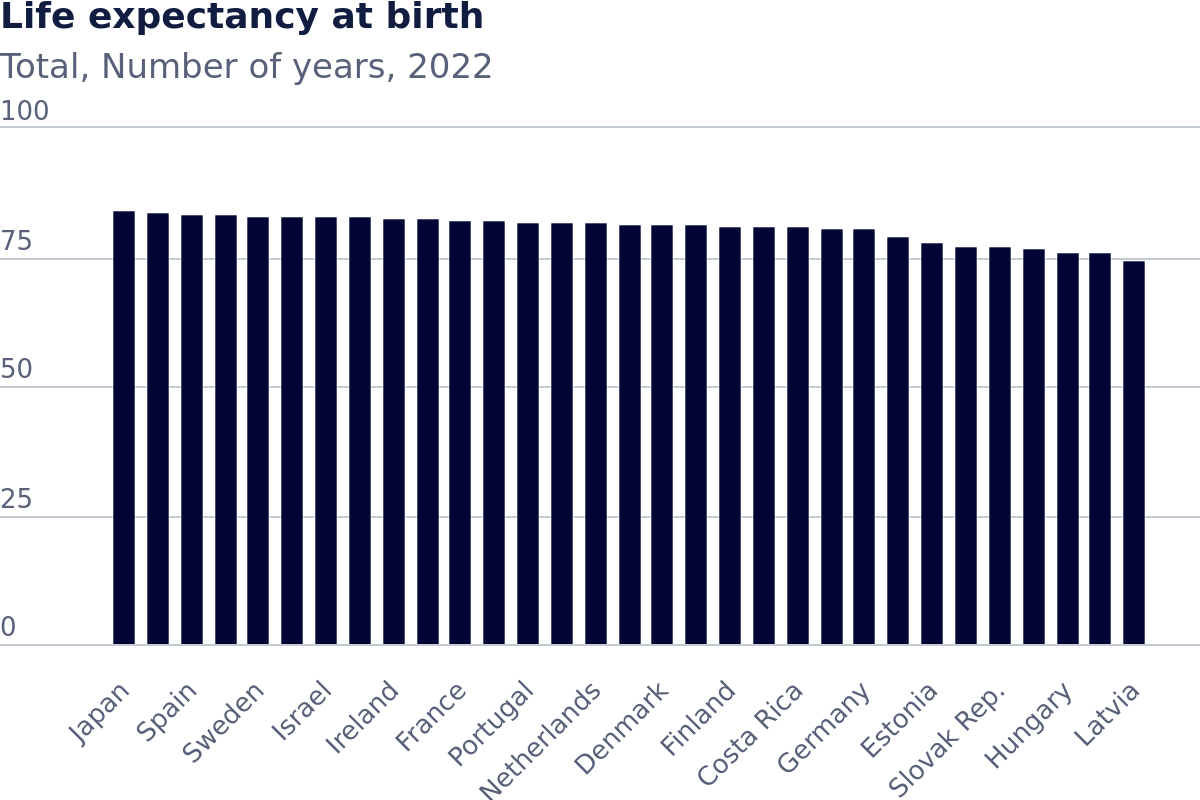 Life expectancy at birth
Total, Number of years, 2022
100
75
50
25
0
Japan
Spain
Sweden
Israel
Ireland
France
Portugal
Netherlands
Denmark
Finland
Costa Rica
Germany
Estonia
Slovak Rep.
Hungary
Latvia